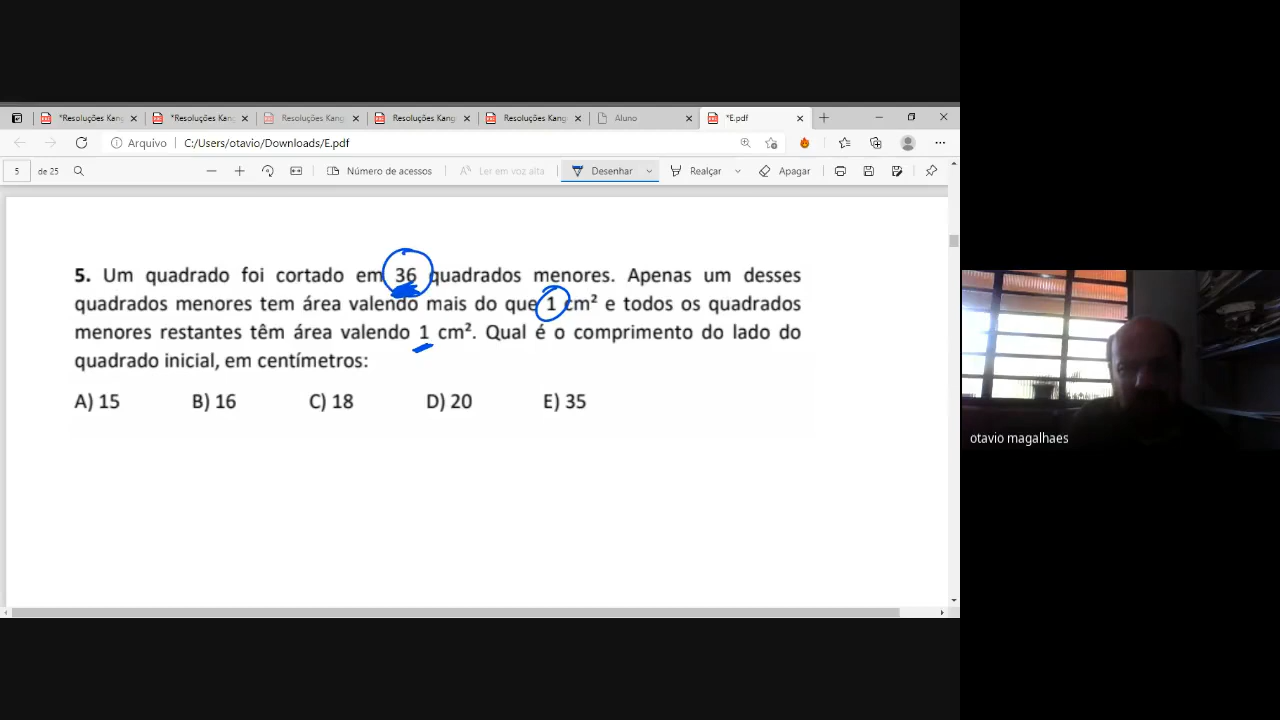 *Resoluções Kang
*Resoluções Kang
Resoluções Kang
Resoluções Kang
Resoluções Kang
Aluno
*E.pdf
Arquivo
C:/Users/otavio/Downloads/E.pdf
5
de 25
Número de acessos
Ler em voz alta
Desenhar
Realçar
Apagar
5. Um quadrado foi cortado em 36 quadrados menores. Apenas um desses
quadrados menores tem área valendo mais do que 1 cm² e todos os quadrados
menores restantes têm área valendo 1 cm². Qual é o comprimento do lado do
quadrado inicial, em centímetros:
A) 15 B) 16 C) 18 D) 20 E) 35
otavio magalhaes